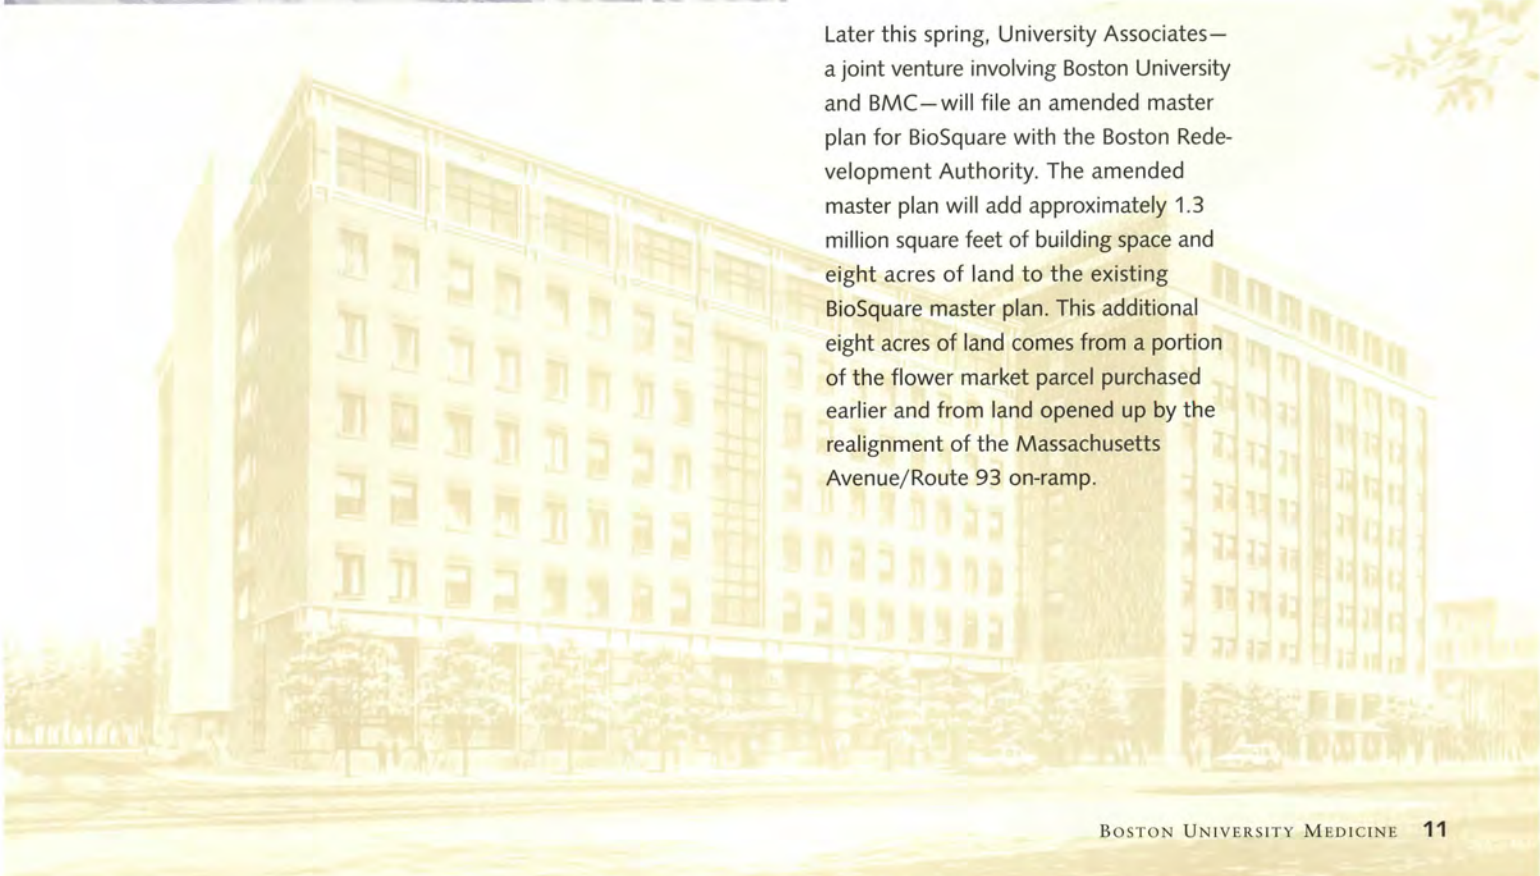 Later this spring, University Associates—
a joint venture involving Boston University
and BMC—will file an amended master
plan for BioSquare with the Boston Rede-
velopment Authority. The amended
master plan will add approximately 1.3
million square feet of building space and
eight acres of land to the existing
BioSquare master plan. This additional
eight acres of land comes from a portion
of the flower market parcel purchased
earlier and from land opened up by the
realignment of the Massachusetts
Avenue/Route 93 on-ramp.
BOSTON UNIVERSITY MEDICINE 11